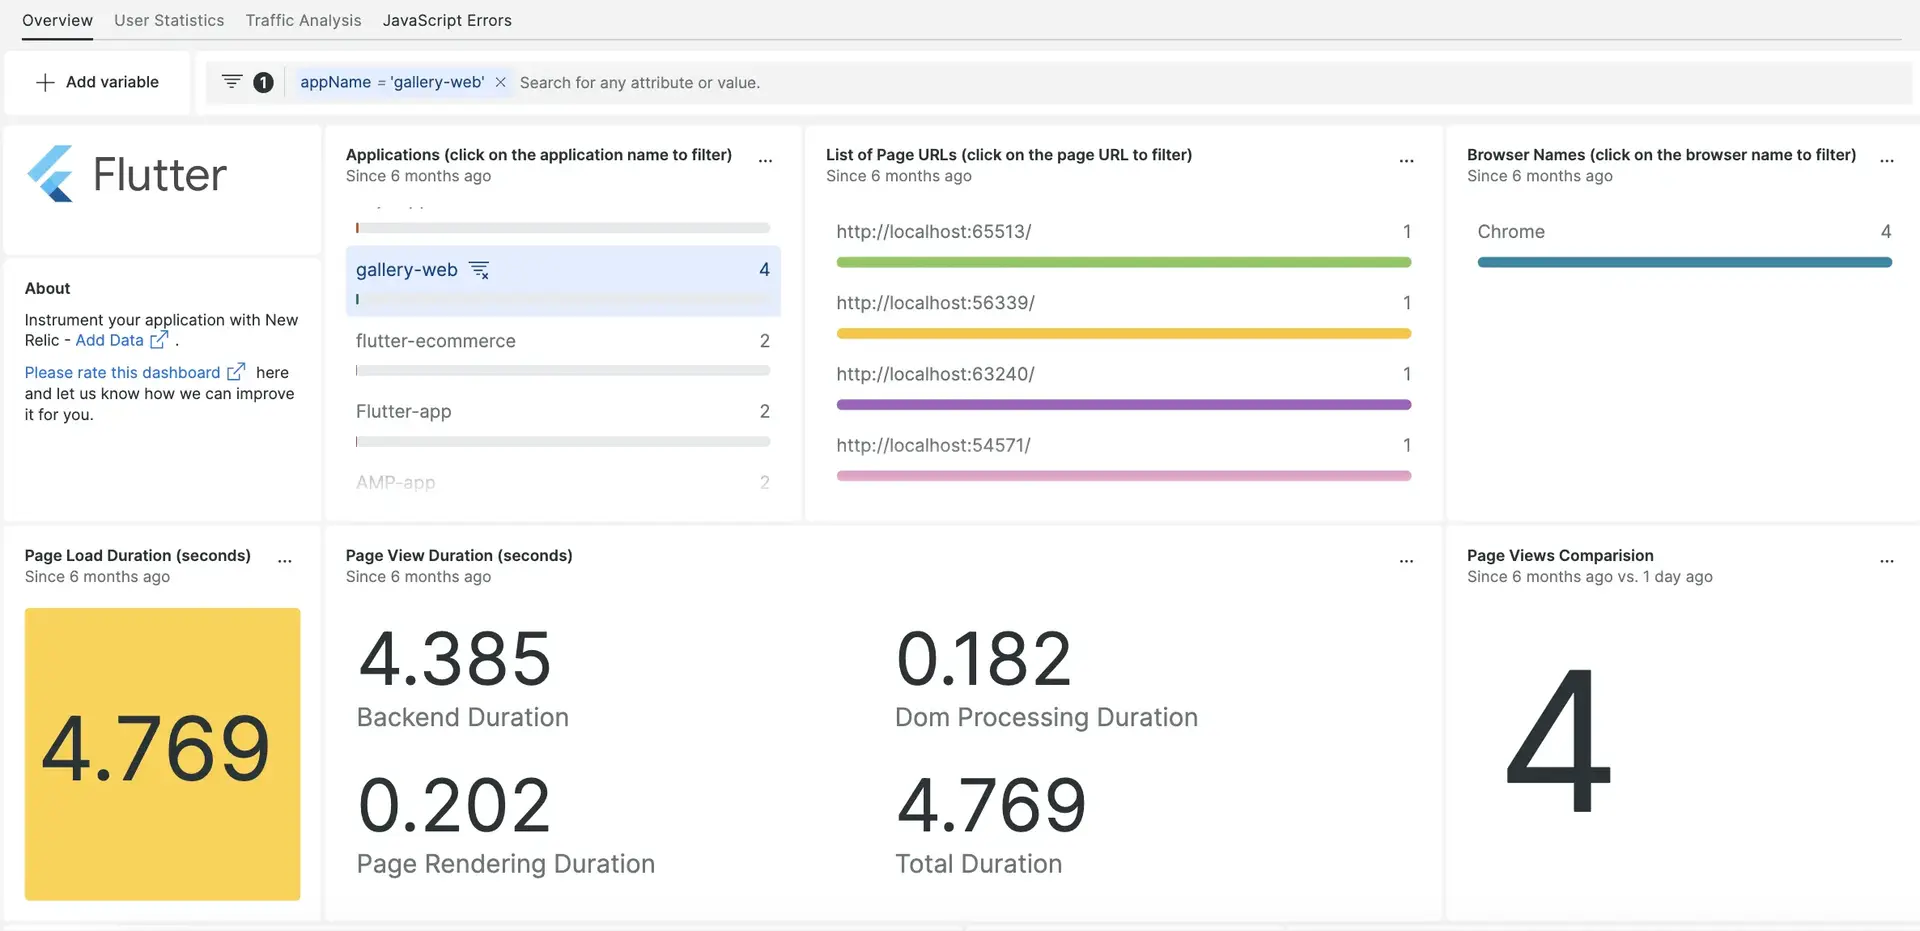 Overview User Statistics Traffic Analysis JavaScript Errors
Add variable
1 appName = 'gallery-web' × Search for any attribute or value.
Flutter
About
Instrument your application with New
Relic - Add Data .
Please rate this dashboard here
and let us know how we can improve
it for you.
Applications (click on the application name to filter) ...
Since 6 months ago
gallery-web 4
flutter-ecommerce 2
Flutter-app 2
AMP-app 2
List of Page URLs (click on the page URL to filter) ...
Since 6 months ago
http://localhost:65513/ 1
http://localhost:56339/ 1
http://localhost:63240/ 1
http://localhost:54571/ 1
Browser Names (click on the browser name to filter) ...
Since 6 months ago
Chrome 4
Page Load Duration (seconds) ...
Since 6 months ago
4.769
Page View Duration (seconds) ...
Since 6 months ago
4.385
Backend Duration
0.182
Dom Processing Duration
0.202
Page Rendering Duration
4.769
Total Duration
Page Views Comparision ...
Since 6 months ago vs. 1 day ago
4